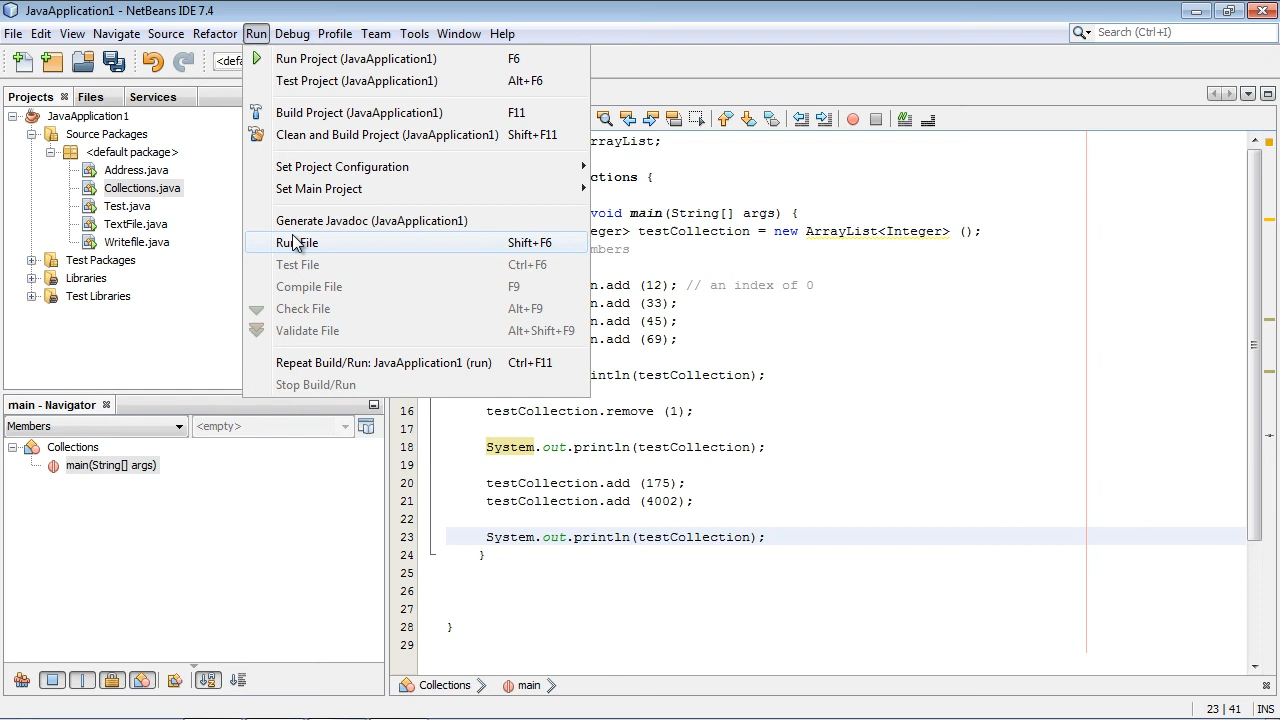 JavaApplication1 - NetBeans IDE 7.4
File Edit View Navigate Source Refactor Run Debug Profile Team Tools Window Help
Search (Ctrl+I)
Run Project (JavaApplication1) F6
Test Project (JavaApplication1) Alt+F6
Build Project (JavaApplication1) F11
Clean and Build Project (JavaApplication1) Shift+F11
Set Project Configuration
Set Main Project
Generate Javadoc (JavaApplication1)
Run File Shift+F6
Test File Ctrl+F6
Compile File F9
Check File Alt+F9
Validate File Alt+Shift+F9
Repeat Build/Run: JavaApplication1 (run) Ctrl+F11
Stop Build/Run
Projects Files Services
JavaApplication1
Source Packages
<default package>
Address.java
Collections.java
Test.java
TextFile.java
Writefile.java
Test Packages
Libraries
Test Libraries
main - Navigator
Members <empty>
Collections
main(String[] args)
rrayList;
ctions {
void main(String[] args) {
eger> testCollection = new ArrayList<Integer> ();
mbers
n.add (12); // an index of 0
n.add (33);
n.add (45);
n.add (69);
intln(testCollection);
16 testCollection.remove (1);
17
18 System.out.println(testCollection);
19
20 testCollection.add (175);
21 testCollection.add (4002);
22
23 System.out.println(testCollection);
24 }
25
26
27
28 }
29
Collections main
23 | 41 INS